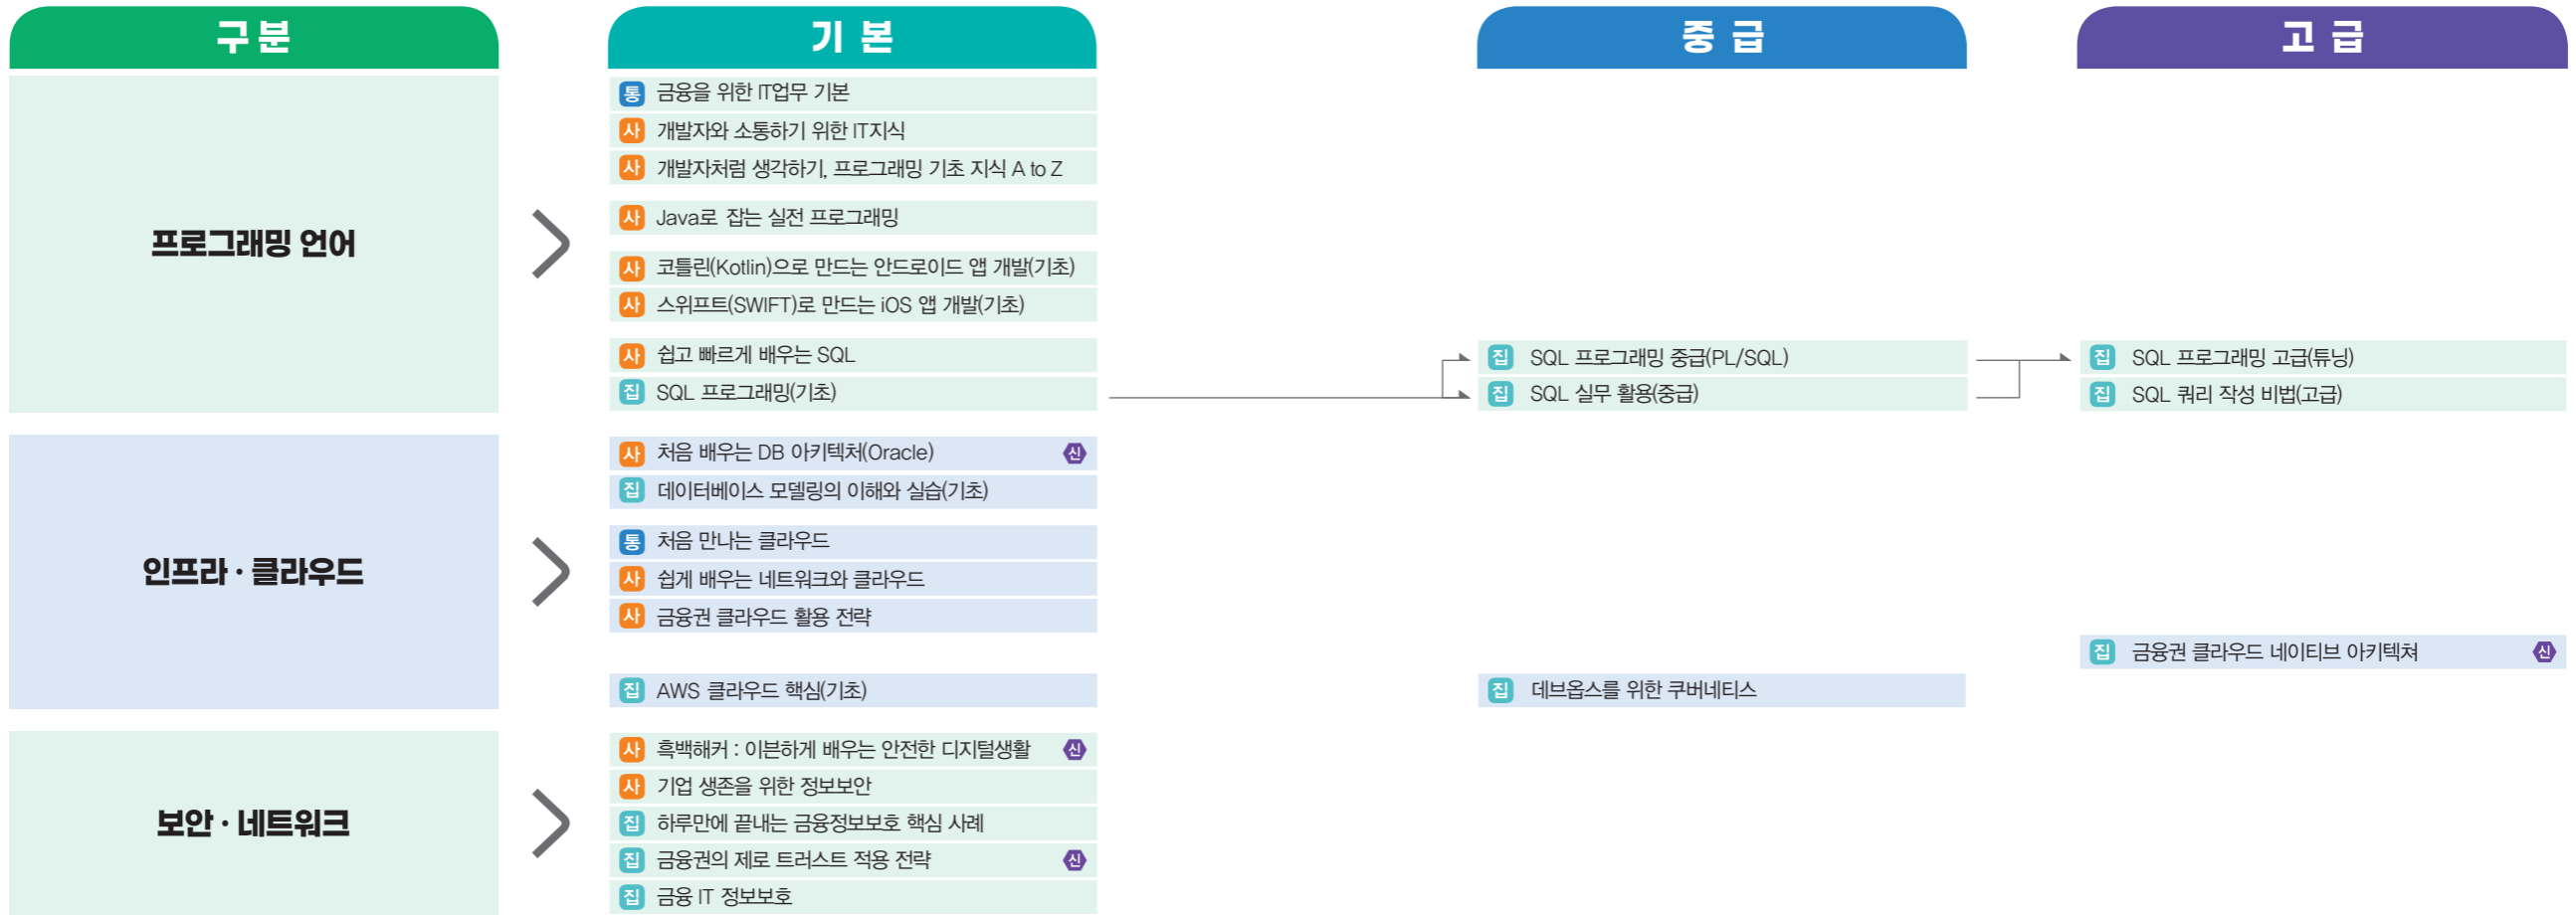 구분
기본
중급
고급
프로그래밍 언어
통 금융을 위한 IT업무 기본
사 개발자와 소통하기 위한 IT지식
사 개발자처럼 생각하기, 프로그래밍 기초 지식 A to Z
사 Java로 잡는 실전 프로그래밍
사 코틀린(Kotlin)으로 만드는 안드로이드 앱 개발(기초)
사 스위프트(SWIFT)로 만드는 iOS 앱 개발(기초)
사 쉽고 빠르게 배우는 SQL
집 SQL 프로그래밍(기초)
집 SQL 프로그래밍 중급(PL/SQL)
집 SQL 실무 활용(중급)
집 SQL 프로그래밍 고급(튜닝)
집 SQL 쿼리 작성 비법(고급)
인프라 · 클라우드
사 처음 배우는 DB 아키텍처(Oracle) 신
집 데이터베이스 모델링의 이해와 실습(기초)
통 처음 만나는 클라우드
사 쉽게 배우는 네트워크와 클라우드
사 금융권 클라우드 활용 전략
집 AWS 클라우드 핵심(기초)
집 데브옵스를 위한 쿠버네티스
집 금융권 클라우드 네이티브 아키텍쳐 신
보안 · 네트워크
사 흑백해커 : 이븐하게 배우는 안전한 디지털생활 신
사 기업 생존을 위한 정보보안
집 하루만에 끝내는 금융정보보호 핵심 사례
집 금융권의 제로 트러스트 적용 전략 신
집 금융 IT 정보보호